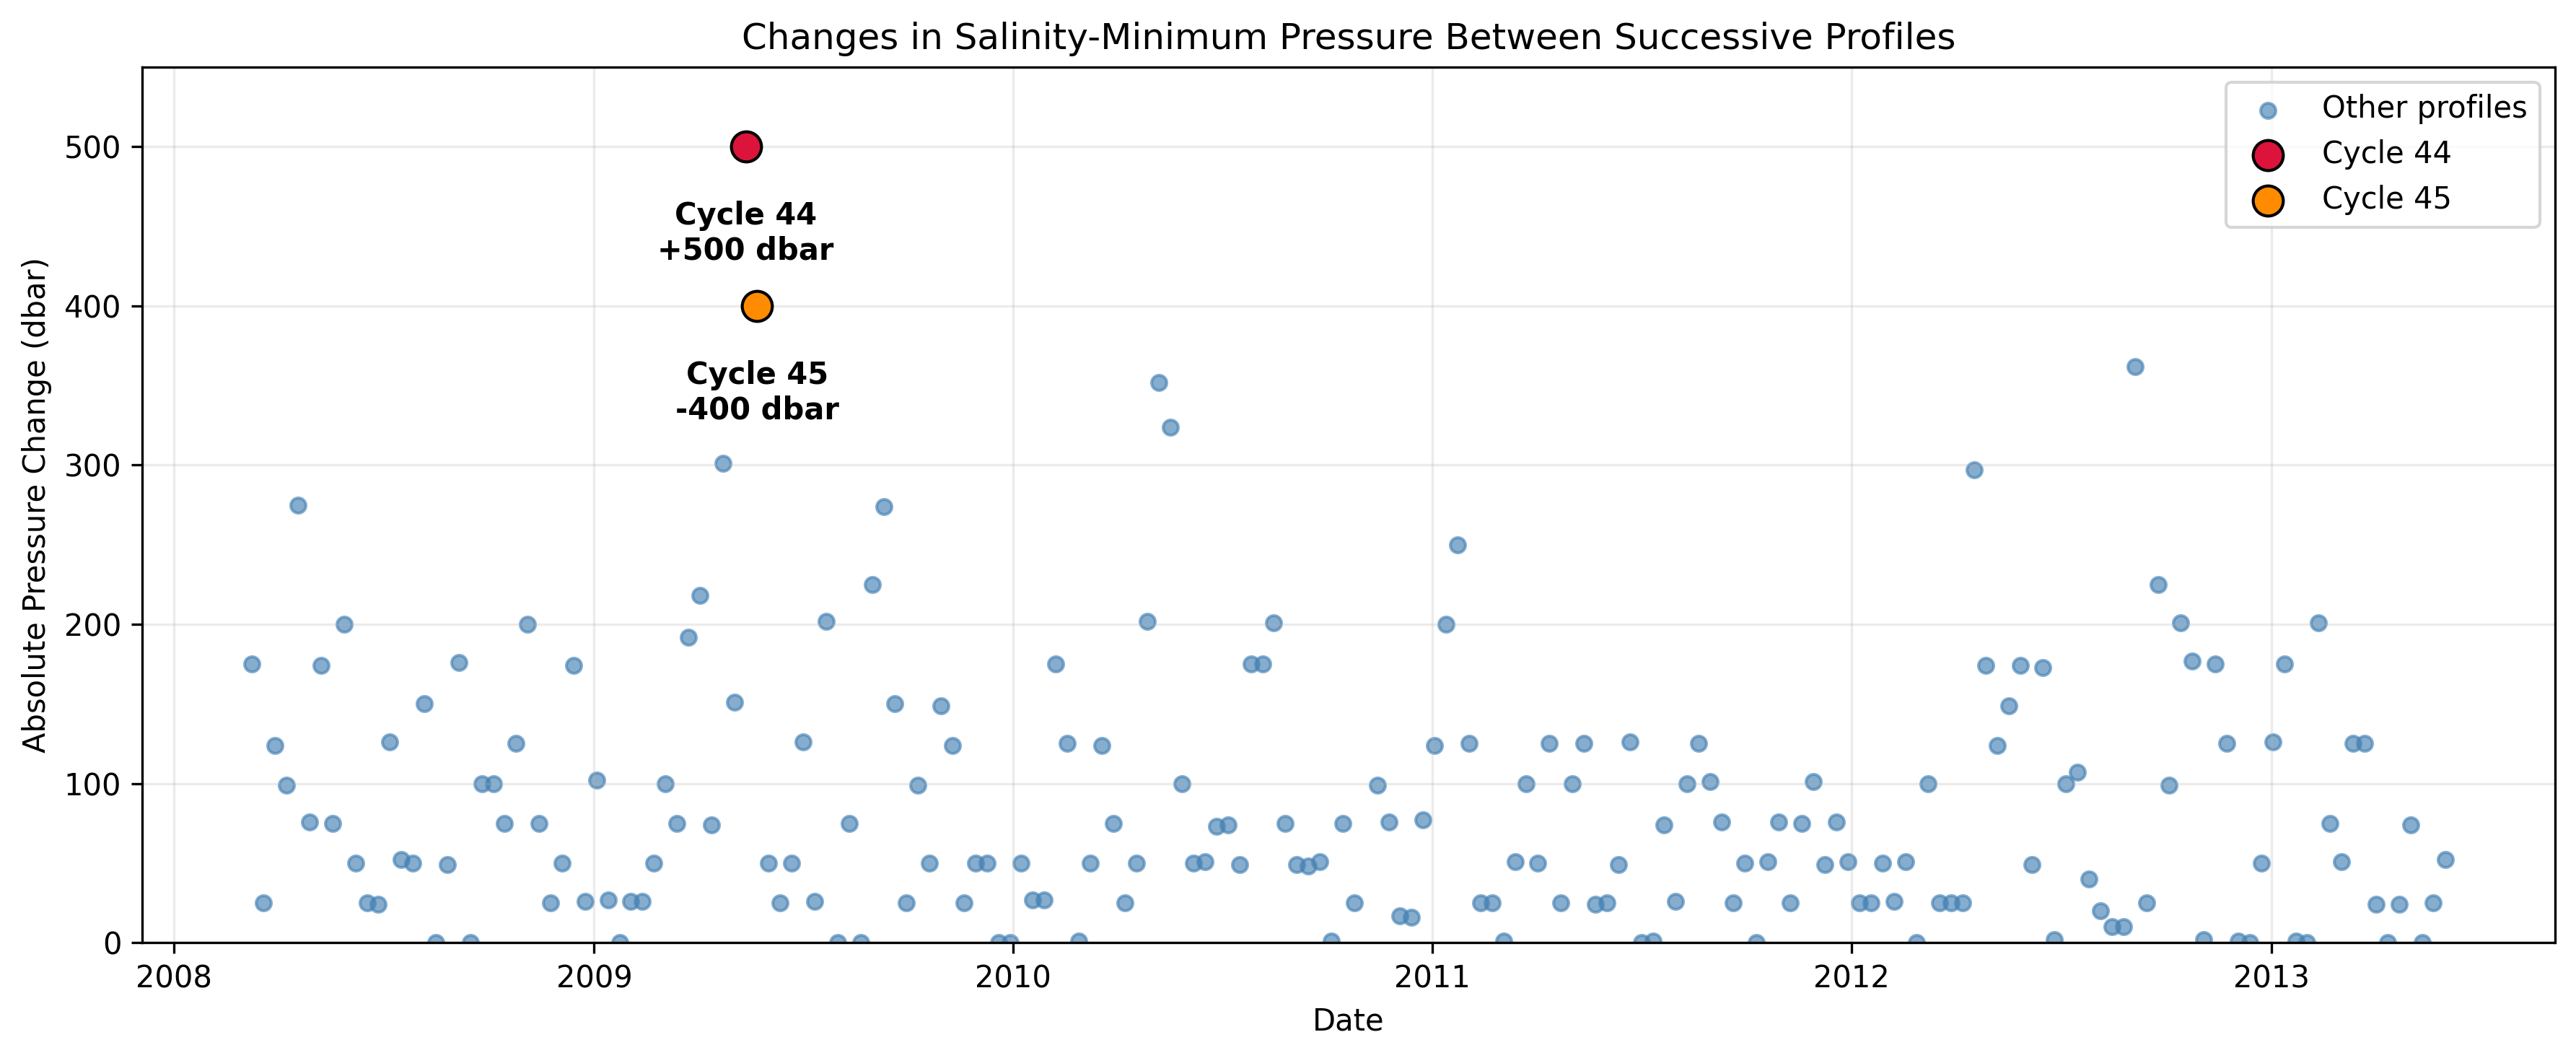 Changes in Salinity-Minimum Pressure Between Successive Profiles
Absolute Pressure Change (dbar)
500
400
300
200
100
0
Cycle 44
+500 dbar
Cycle 45
-400 dbar
Other profiles
Cycle 44
Cycle 45
2008
2009
2010
2011
2012
2013
Date